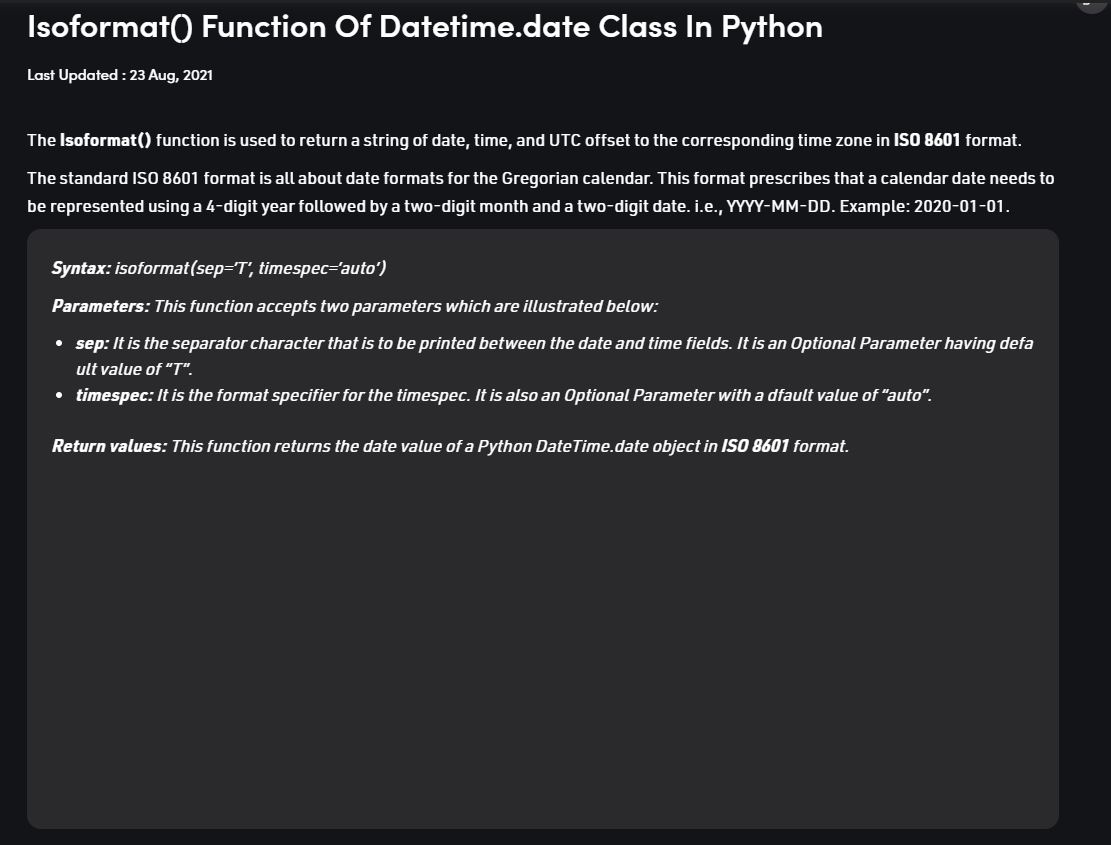 Isoformat() Function Of Datetime.date Class In Python
Last Updated : 23 Aug, 2021
The Isoformat() function is used to return a string of date, time, and UTC offset to the corresponding time zone in ISO 8601 format.
The standard ISO 8601 format is all about date formats for the Gregorian calendar. This format prescribes that a calendar date needs to
be represented using a 4-digit year followed by a two-digit month and a two-digit date. i.e., YYYY-MM-DD. Example: 2020-01-01.
Syntax: isoformat(sep=’T’, timespec=’auto’)
Parameters: This function accepts two parameters which are illustrated below:
• sep: It is the separator character that is to be printed between the date and time fields. It is an Optional Parameter having defa
ult value of “T”.
• timespec: It is the format specifier for the timespec. It is also an Optional Parameter with a dfault value of “auto”.
Return values: This function returns the date value of a Python DateTime.date object in ISO 8601 format.